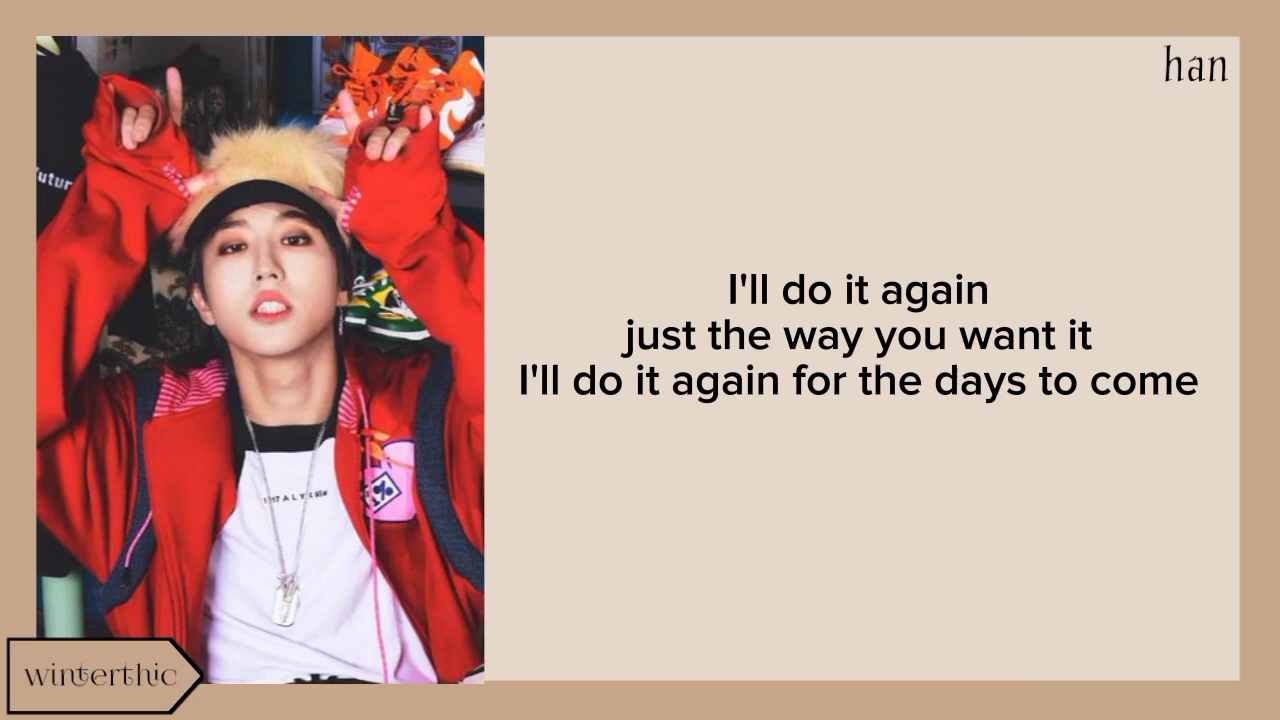 han
I'll do it again
just the way you want it
I'll do it again for the days to come
winterthic